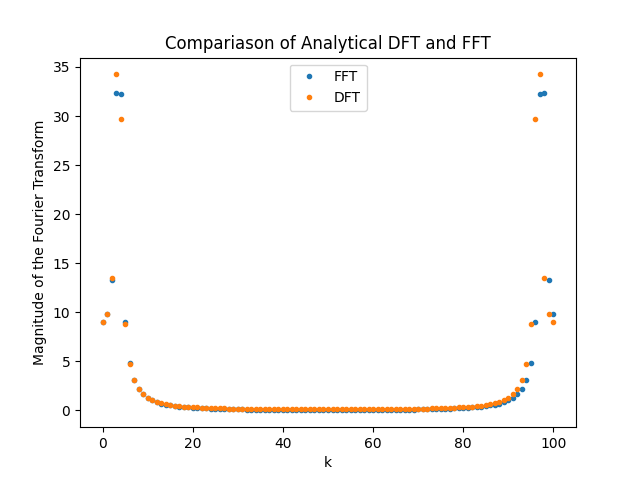 Compariason of Analytical DFT and FFT
FFT
DFT
Magnitude of the Fourier Transform
35
30
25
20
15
10
5
0
0
20
40
60
80
100
k